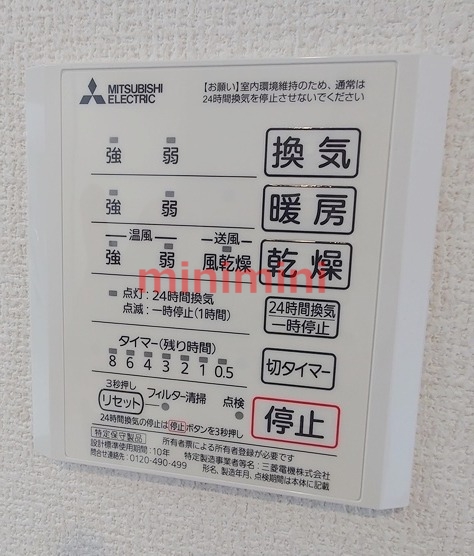 MITSUBISHI
ELECTRIC
【お願い】室内環境維持のため、通常は
24時間換気を停止させないでください
強 弱 換気
強 弱 暖房
温風 送風
強 弱 風乾燥 乾燥
minimini
点灯:24時間換気
点滅:一時停止(1時間)
24時間換気
一時停止
タイマー(残り時間)
8 6 4 3 2 1 0.5
切タイマー
3秒押し
リセット フィルター清掃 点検
停止
24時間換気の停止は停止ボタンを3秒押し
特定保守製品 所有者票による所有者登録が必要です
設計標準使用期間:10年 特定製造事業者等名:三菱電機株式会社
問合せ連絡先:0120-490-499 形名、製造年月、点検期間は本体に記載